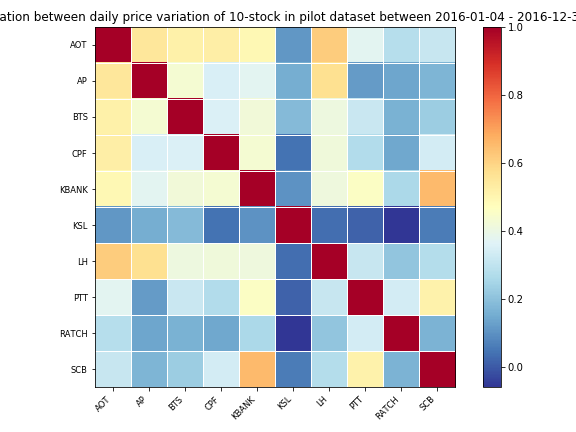 ation between daily price variation of 10-stock in pilot dataset between 2016-01-04 - 2016-12-3
AOT
AP
BTS
CPF
KBANK
KSL
LH
PTT
RATCH
SCB
AOT
AP
BTS
CPF
KBANK
KSL
LH
PTT
RATCH
SCB
1.0
0.8
0.6
0.4
0.2
0.0